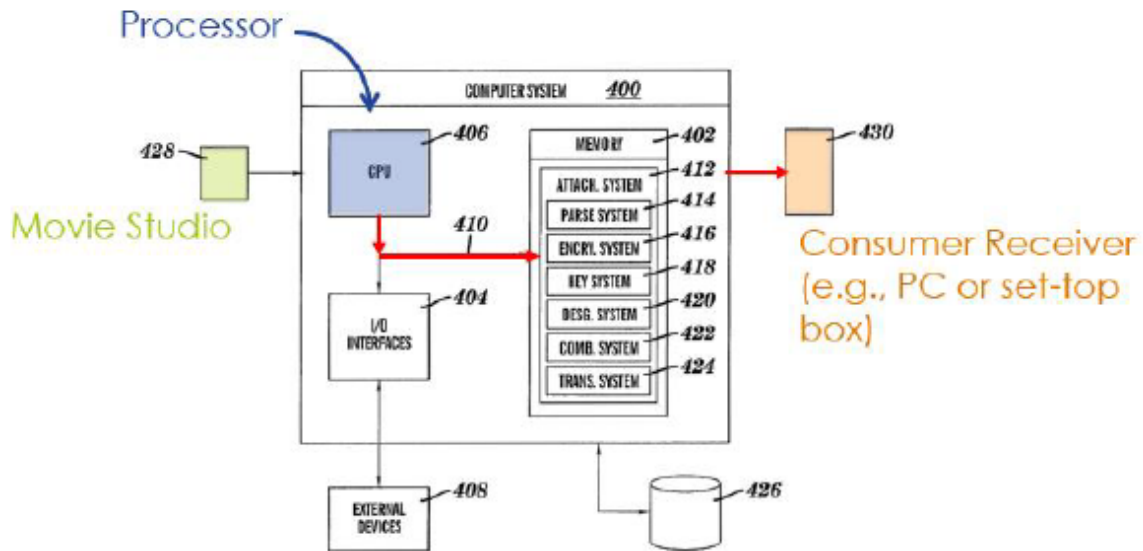 Processor
COMPUTER SYSTEM 400
406
CPU
402
MEMORY
430
428
Movie Studio
412
ATTACH. SYSTEM
414
PARSE SYSTEM
410
416
ENCRY. SYSTEM
418
KEY SYSTEM
420
DESG. SYSTEM
422
COMB. SYSTEM
424
TRANS. SYSTEM
404
I/O
INTERFACES
Consumer Receiver
(e.g., PC or set-top
box)
408
EXTERNAL
DEVICES
426